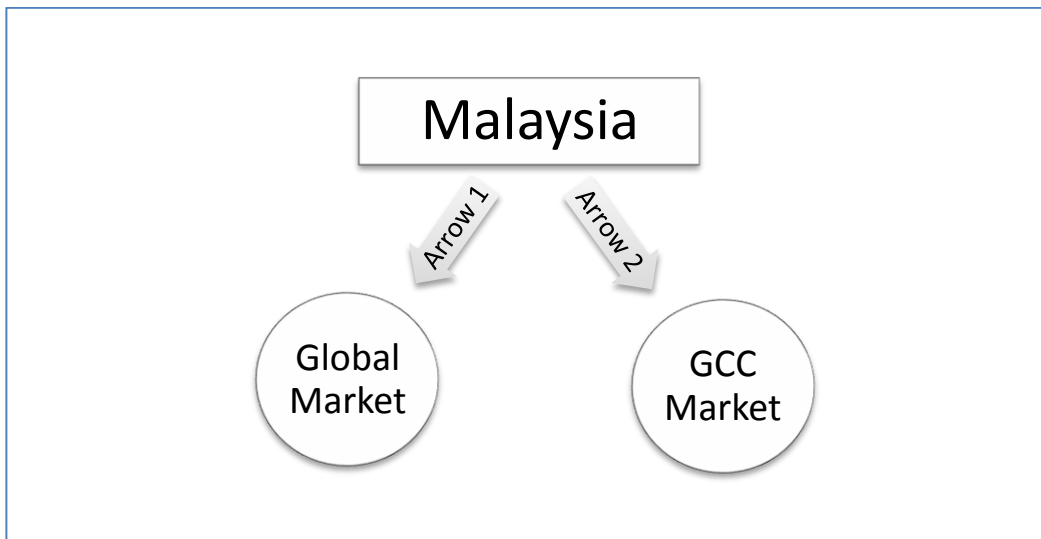 Malaysia
Arrow 1
Arrow 2
Global
Market
GCC
Market